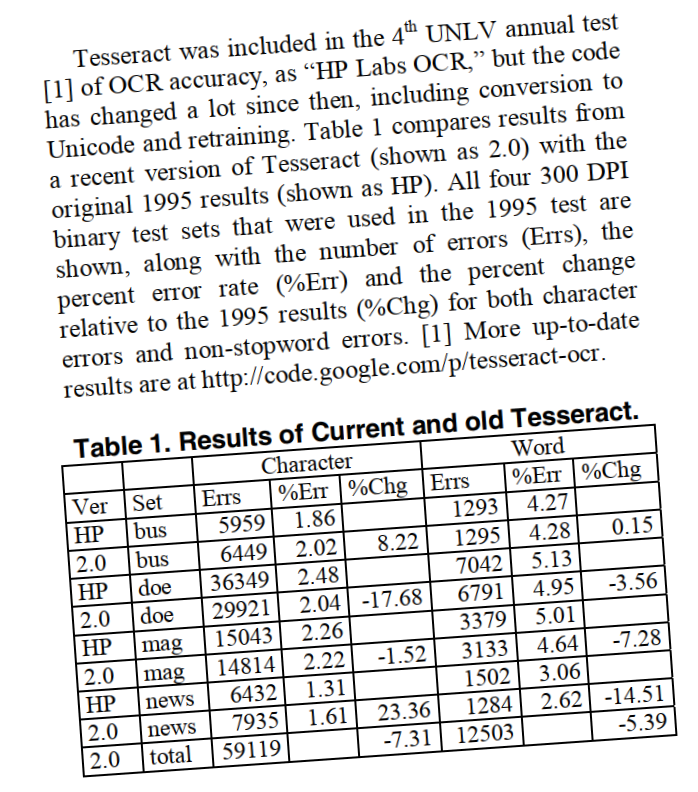 Tesseract was included in the 4th UNLV annual test
[1] of OCR accuracy, as “HP Labs OCR,” but the code
has changed a lot since then, including conversion to
Unicode and retraining. Table 1 compares results from
a recent version of Tesseract (shown as 2.0) with the
original 1995 results (shown as HP). All four 300 DPI
binary test sets that were used in the 1995 test are
shown, along with the number of errors (Errs), the
percent error rate (%Err) and the percent change
relative to the 1995 results (%Chg) for both character
errors and non-stopword errors. [1] More up-to-date
results are at http://code.google.com/p/tesseract-ocr.
Table 1. Results of Current and old Tesseract.
Character Word
Ver Set Errs %Err %Chg Errs %Err %Chg
HP bus 5959 1.86 1293 4.27
2.0 bus 6449 2.02 8.22 1295 4.28 0.15
HP doe 36349 2.48 7042 5.13
2.0 doe 29921 2.04 -17.68 6791 4.95 -3.56
HP mag 15043 2.26 3379 5.01
2.0 mag 14814 2.22 -1.52 3133 4.64 -7.28
HP news 6432 1.31 1502 3.06
2.0 news 7935 1.61 23.36 1284 2.62 -14.51
2.0 total 59119 -7.31 12503 -5.39